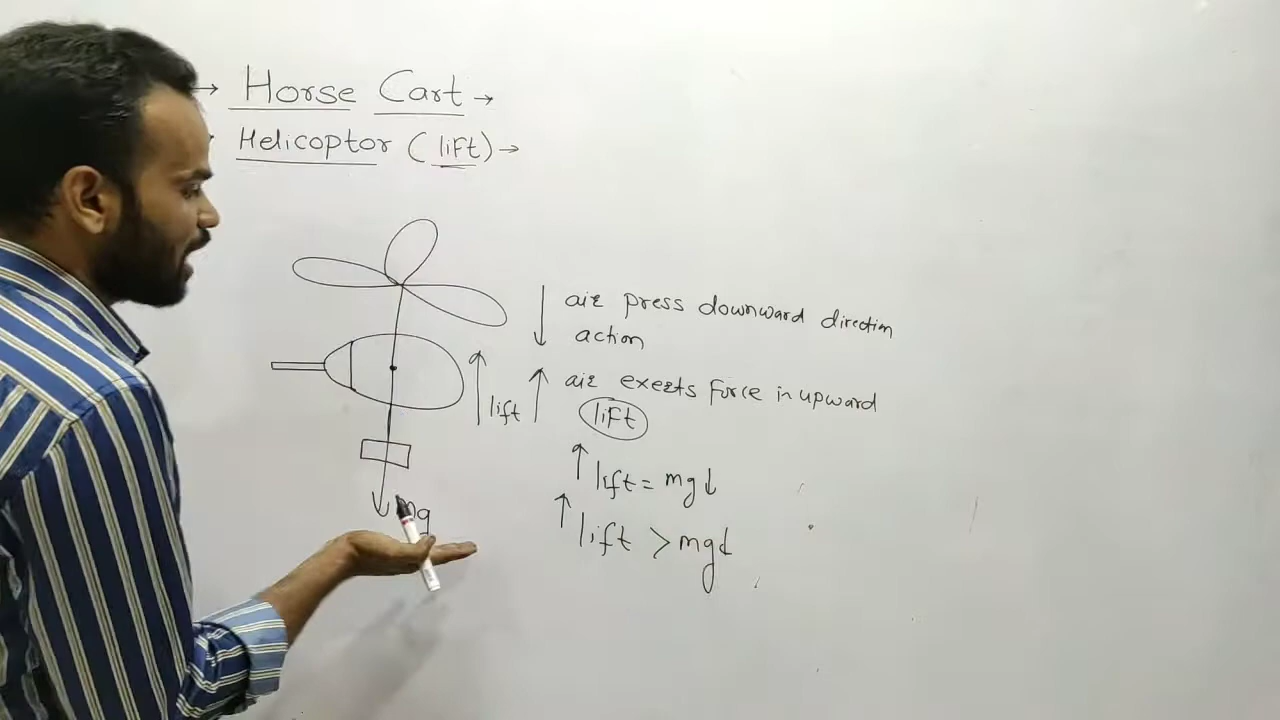 → Horse Cart →
Helicoptor (lift) →
air press downward direction
action
air exerts force in upward
lift
lift
↑ lift = mg↓
mg
↑ lift > mg↓